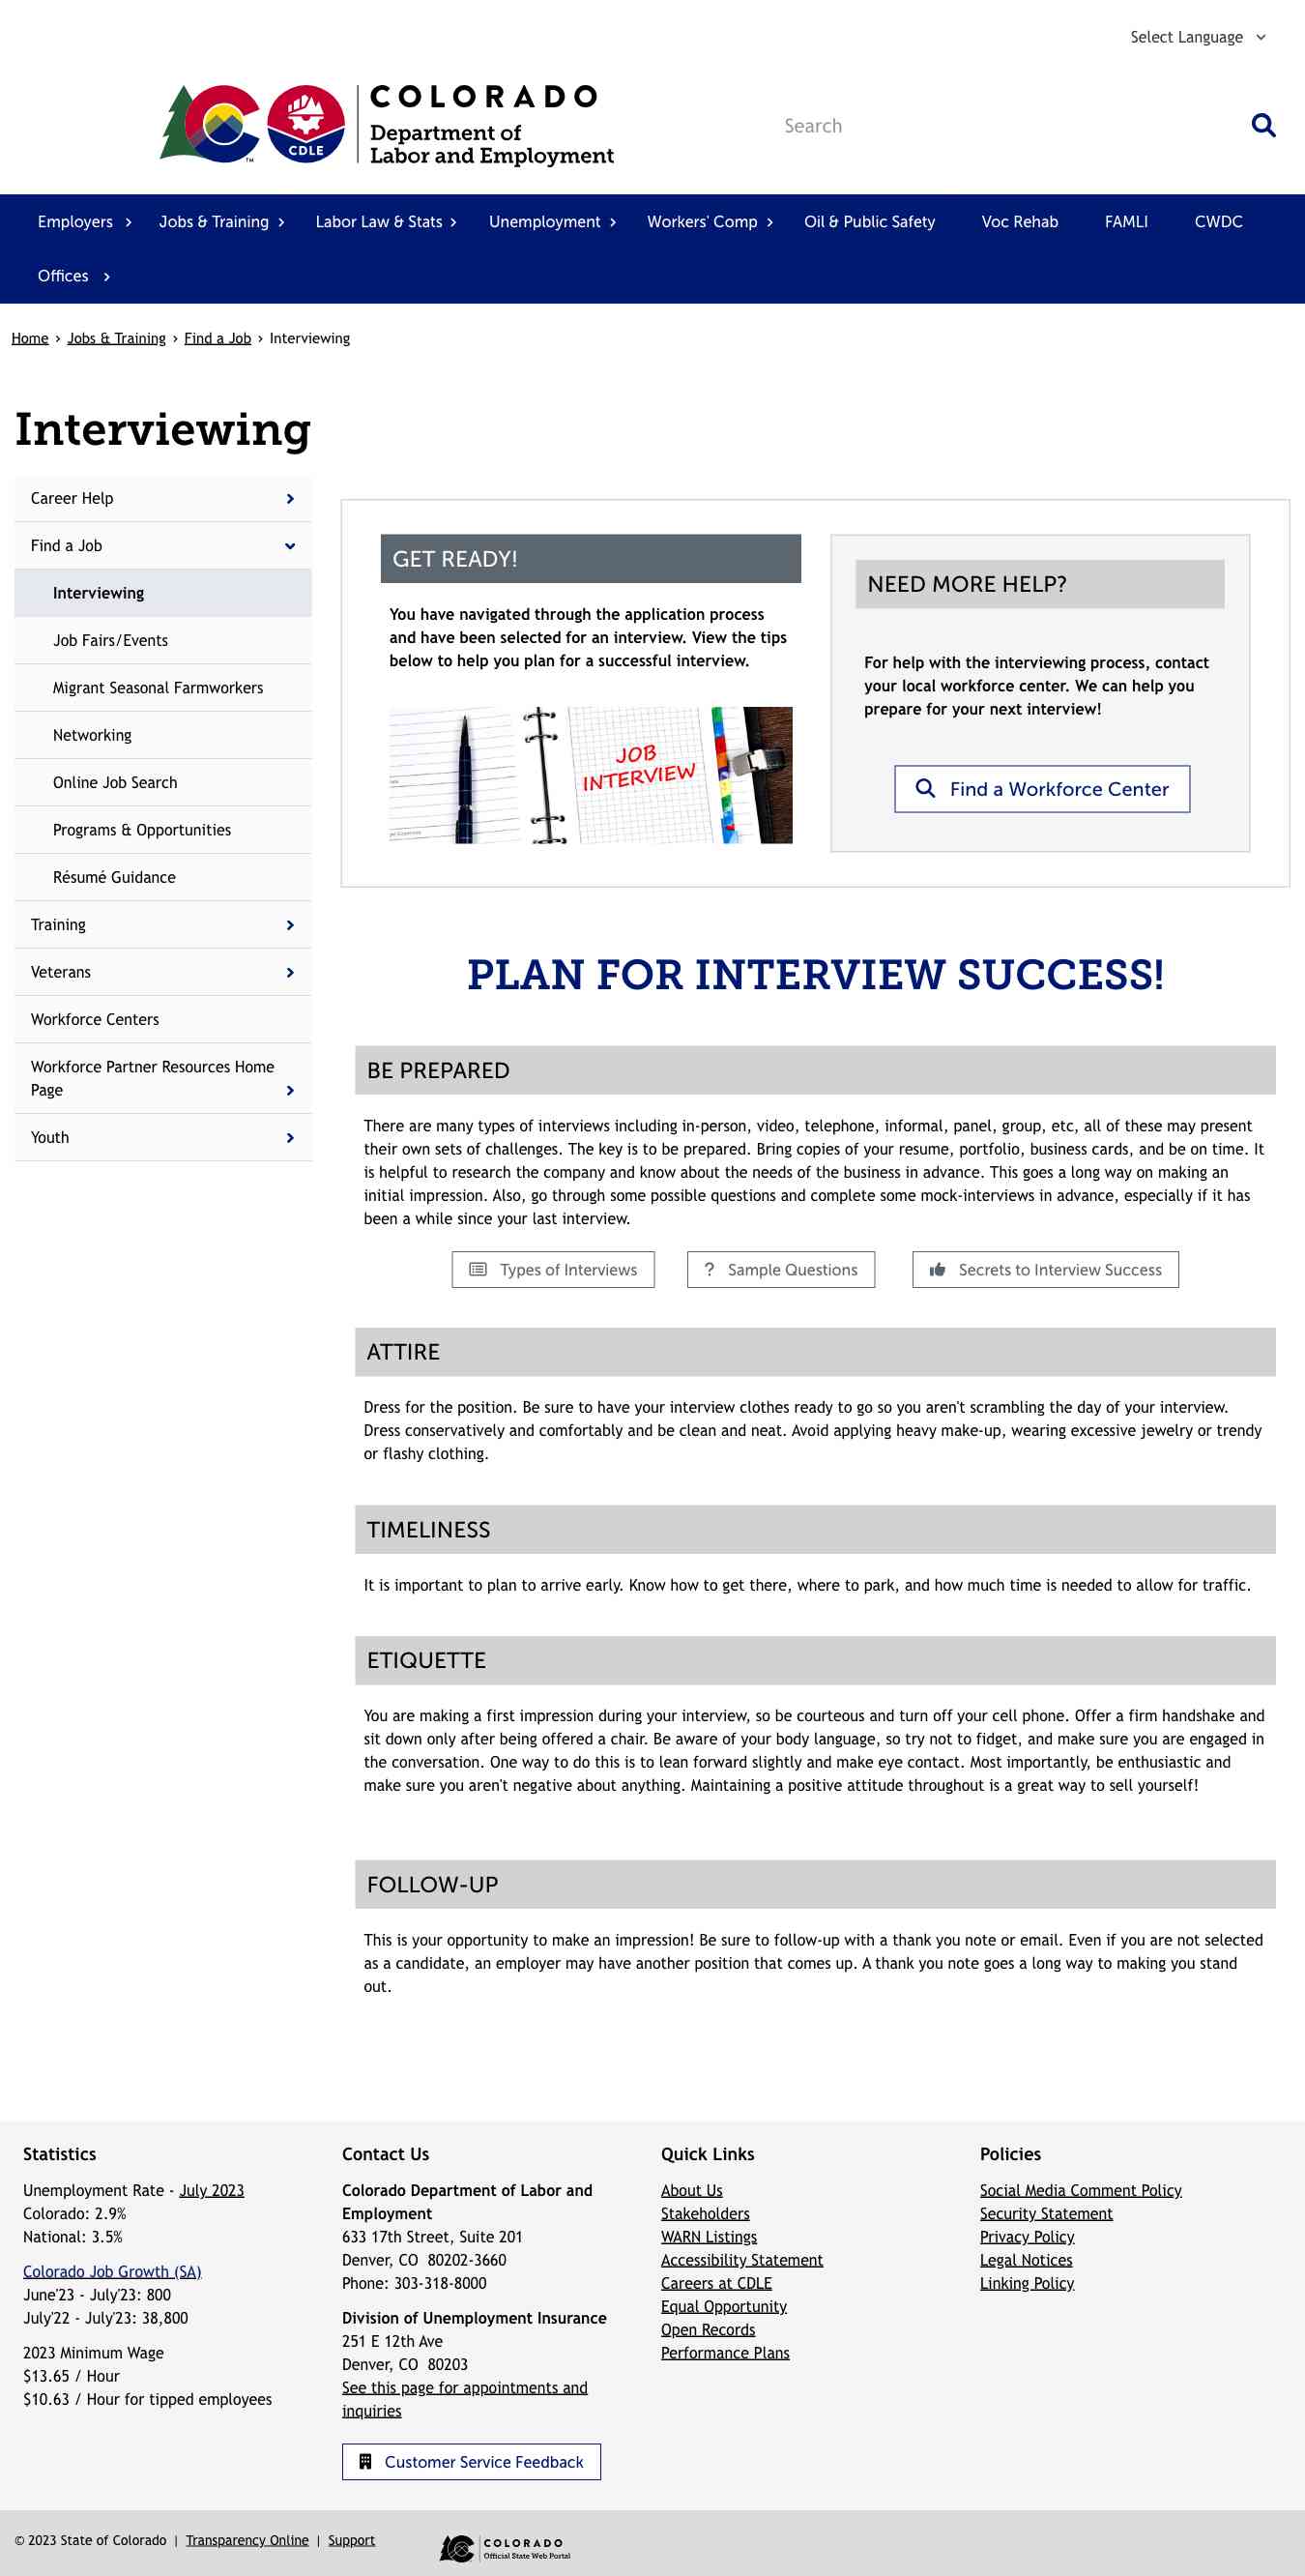 Select Language
COLORADO
Department of
Labor and Employment
CDLE
TM
Search
Employers Jobs & Training Labor Law & Stats Unemployment Workers' Comp Oil & Public Safety Voc Rehab FAMLI CWDC
Offices
Home › Jobs & Training › Find a Job › Interviewing
Interviewing
Career Help
Find a Job
Interviewing
Job Fairs/Events
Migrant Seasonal Farmworkers
Networking
Online Job Search
Programs & Opportunities
Résumé Guidance
Training
Veterans
Workforce Centers
Workforce Partner Resources Home
Page
Youth
GET READY!
You have navigated through the application process
and have been selected for an interview. View the tips
below to help you plan for a successful interview.
JOB
INTERVIEW
NEED MORE HELP?
For help with the interviewing process, contact
your local workforce center. We can help you
prepare for your next interview!
Find a Workforce Center
PLAN FOR INTERVIEW SUCCESS!
BE PREPARED
There are many types of interviews including in-person, video, telephone, informal, panel, group, etc, all of these may present
their own sets of challenges. The key is to be prepared. Bring copies of your resume, portfolio, business cards, and be on time. It
is helpful to research the company and know about the needs of the business in advance. This goes a long way on making an
initial impression. Also, go through some possible questions and complete some mock-interviews in advance, especially if it has
been a while since your last interview.
Types of Interviews ? Sample Questions Secrets to Interview Success
ATTIRE
Dress for the position. Be sure to have your interview clothes ready to go so you aren't scrambling the day of your interview.
Dress conservatively and comfortably and be clean and neat. Avoid applying heavy make-up, wearing excessive jewelry or trendy
or flashy clothing.
TIMELINESS
It is important to plan to arrive early. Know how to get there, where to park, and how much time is needed to allow for traffic.
ETIQUETTE
You are making a first impression during your interview, so be courteous and turn off your cell phone. Offer a firm handshake and
sit down only after being offered a chair. Be aware of your body language, so try not to fidget, and make sure you are engaged in
the conversation. One way to do this is to lean forward slightly and make eye contact. Most importantly, be enthusiastic and
make sure you aren't negative about anything. Maintaining a positive attitude throughout is a great way to sell yourself!
FOLLOW-UP
This is your opportunity to make an impression! Be sure to follow-up with a thank you note or email. Even if you are not selected
as a candidate, an employer may have another position that comes up. A thank you note goes a long way to making you stand
out.
Statistics
Unemployment Rate - July 2023
Colorado: 2.9%
National: 3.5%
Colorado Job Growth (SA)
June'23 - July'23: 800
July'22 - July'23: 38,800
2023 Minimum Wage
$13.65 / Hour
$10.63 / Hour for tipped employees
Contact Us
Colorado Department of Labor and
Employment
633 17th Street, Suite 201
Denver, CO 80202-3660
Phone: 303-318-8000
Division of Unemployment Insurance
251 E 12th Ave
Denver, CO 80203
See this page for appointments and
inquiries
Customer Service Feedback
Quick Links
About Us
Stakeholders
WARN Listings
Accessibility Statement
Careers at CDLE
Equal Opportunity
Open Records
Performance Plans
Policies
Social Media Comment Policy
Security Statement
Privacy Policy
Legal Notices
Linking Policy
© 2023 State of Colorado | Transparency Online | Support
COLORADO
Official State Web Portal